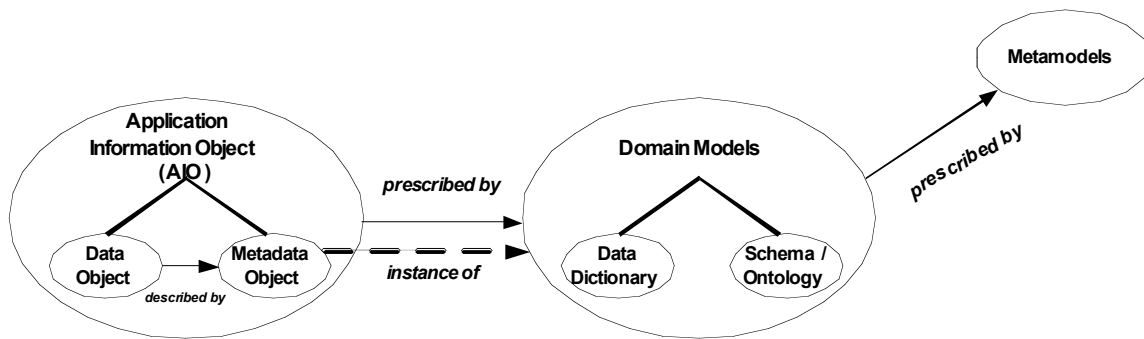 Metamodels
prescribed by
Application
Information Object
(AIO)
Domain Models
prescribed by
Data
Object
Metadata
Object
described by
instance of
Data
Dictionary
Schema /
Ontology